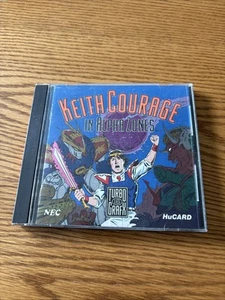 KEITH COURAGE
IN ALPHA ZONES
TURBO
GRAFX
NEC
HuCARD